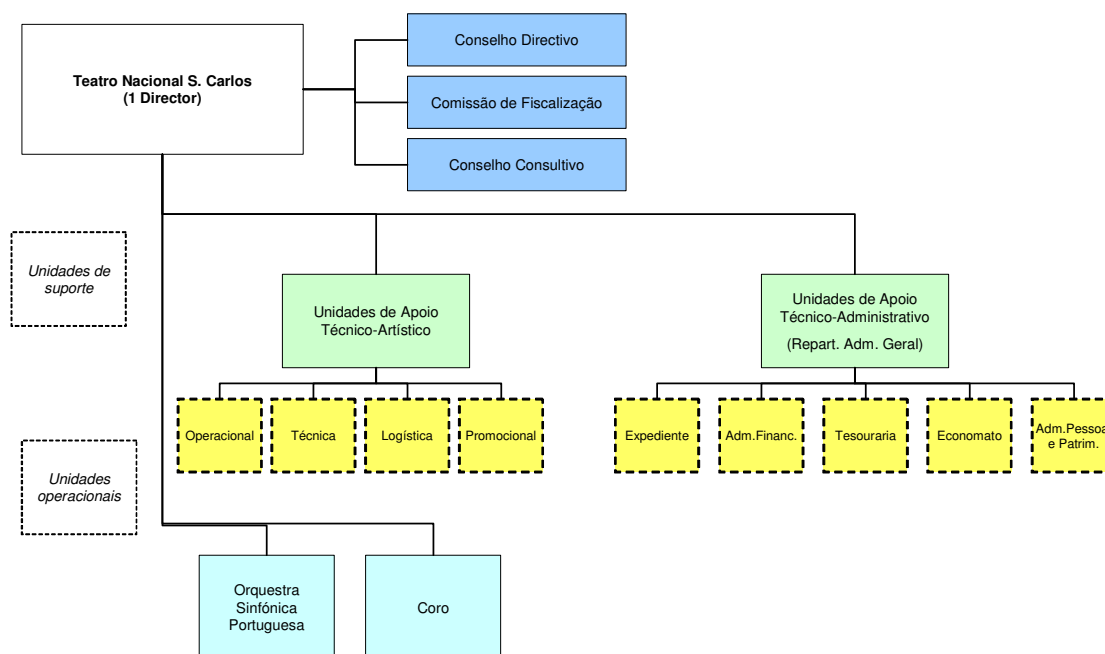 Teatro Nacional S. Carlos
(1 Director)
Conselho Directivo
Comissão de Fiscalização
Conselho Consultivo
Unidades de
suporte
Unidades de Apoio
Técnico-Artístico
Unidades de Apoio
Técnico-Administrativo
(Repart. Adm. Geral)
Operacional
Técnica
Logística
Promocional
Expediente
Adm.Financ.
Tesouraria
Economato
Adm.Pessoa
e Patrim.
Unidades
operacionais
Orquestra
Sinfónica
Portuguesa
Coro